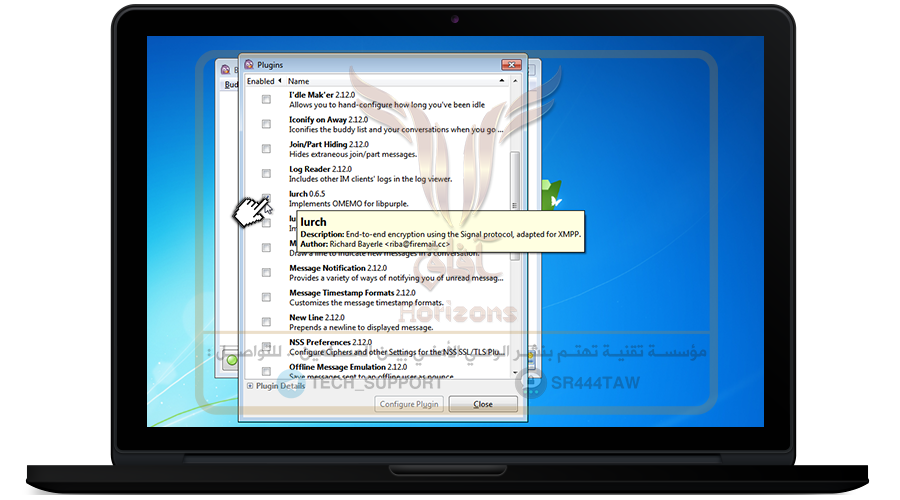 Plugins
Enabled Name
I'dle Mak'er 2.12.0
Allows you to hand-configure how long you've been idle
Iconify on Away 2.12.0
Iconifies the buddy list and your conversations when you go ...
Join/Part Hiding 2.12.0
Hides extraneous join/part messages.
Log Reader 2.12.0
Includes other IM clients' logs in the log viewer.
lurch 0.6.5
Implements OMEMO for libpurple.
lurch
Description: End-to-end encryption using the Signal protocol, adapted for XMPP.
Author: Richard Bayerle <riba@firemail.cc>
Draw a line to indicate new messages in a conversation.
Message Notification 2.12.0
Provides a variety of ways of notifying you of unread messag...
Message Timestamp Formats 2.12.0
Customizes the message timestamp formats.
آفاق
Horizons
New Line 2.12.0
Prepends a newline to displayed message.
NSS Preferences 2.12.0
Configure Ciphers and other Settings for the NSS SSL/TLS Plu...
مؤسسة تقنية تهتم بنشر الوعي الأمني بين المسلمين . للتواصل :
Offline Message Emulation 2.12.0
Save messages sent to an offline user as pounce.
Plugin Details
TECH_SUPPORT
SR444TAW
Configure Plugin
Close